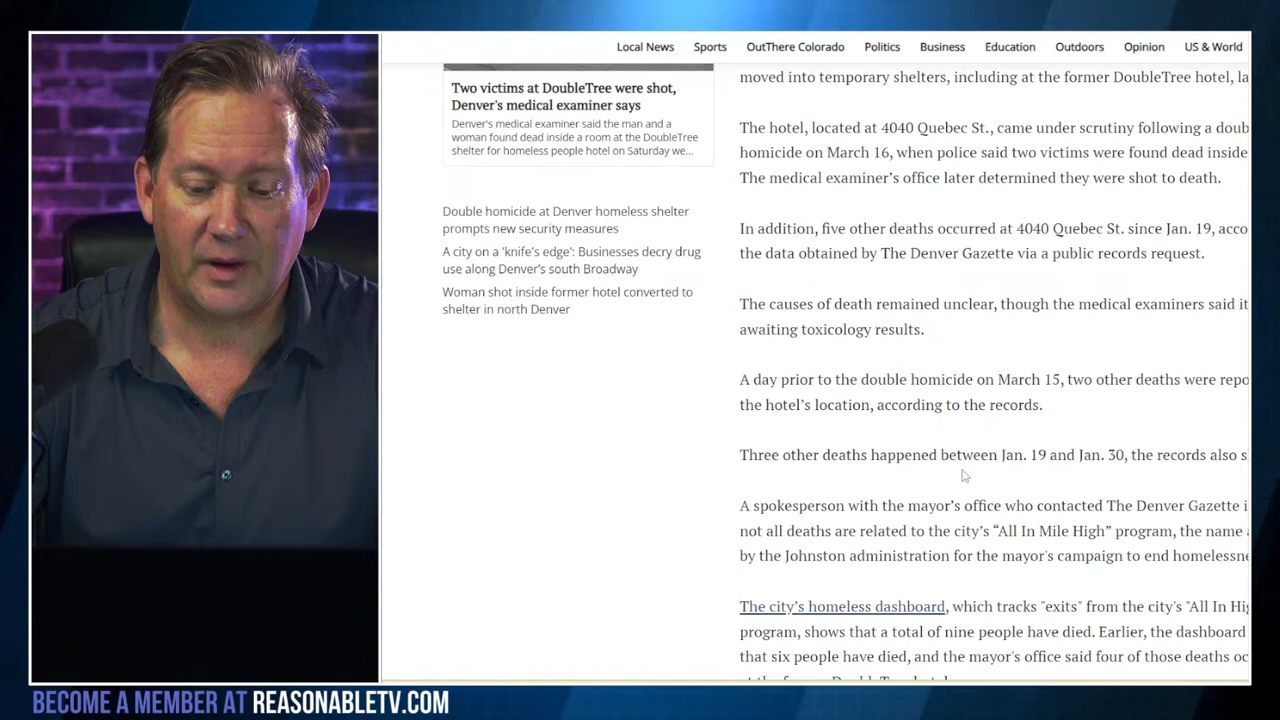 Local News Sports OutThere Colorado Politics Business Education Outdoors Opinion US & World
Two victims at DoubleTree were shot,
Denver's medical examiner says
Denver's medical examiner said the man and a
woman found dead inside a room at the DoubleTree
shelter for homeless people hotel on Saturday we...
Double homicide at Denver homeless shelter
prompts new security measures
A city on a 'knife's edge': Businesses decry drug
use along Denver's south Broadway
Woman shot inside former hotel converted to
shelter in north Denver
moved into temporary shelters, including at the former DoubleTree hotel, la
The hotel, located at 4040 Quebec St., came under scrutiny following a doub
homicide on March 16, when police said two victims were found dead inside
The medical examiner's office later determined they were shot to death.
In addition, five other deaths occurred at 4040 Quebec St. since Jan. 19, acco
the data obtained by The Denver Gazette via a public records request.
The causes of death remained unclear, though the medical examiners said it
awaiting toxicology results.
A day prior to the double homicide on March 15, two other deaths were repo
the hotel's location, according to the records.
Three other deaths happened between Jan. 19 and Jan. 30, the records also s
A spokesperson with the mayor's office who contacted The Denver Gazette i
not all deaths are related to the city's “All In Mile High” program, the name
by the Johnston administration for the mayor's campaign to end homelessne
The city's homeless dashboard, which tracks "exits" from the city's "All In Hig
program, shows that a total of nine people have died. Earlier, the dashboard
that six people have died, and the mayor's office said four of those deaths oc
BECOME A MEMBER AT REASONABLETV.COM